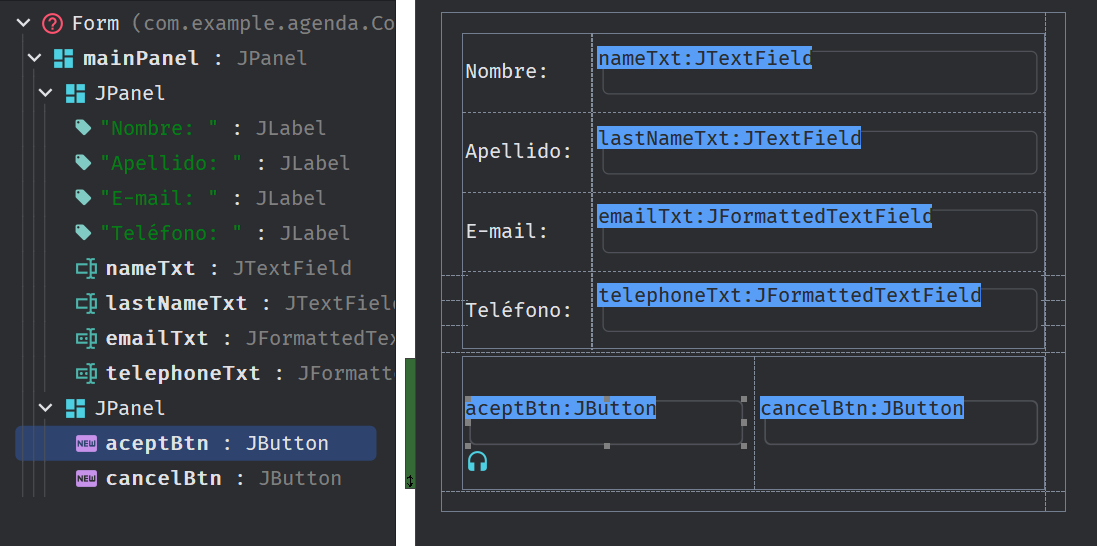 Form (com.example.agenda.Co
mainPanel : JPanel
JPanel
"Nombre: " : JLabel
"Apellido: " : JLabel
"E-mail: " : JLabel
"Teléfono: " : JLabel
nameTxt : JTextField
lastNameTxt : JTextField
emailTxt : JFormattedTex
telephoneTxt : JFormatt
JPanel
NEW aceptBtn : JButton
NEW cancelBtn : JButton
Nombre: nameTxt:JTextField
Apellido: lastNameTxt:JTextField
E-mail: emailTxt:JFormattedTextField
Teléfono: telephoneTxt:JFormattedTextField
aceptBtn:JButton cancelBtn:JButton